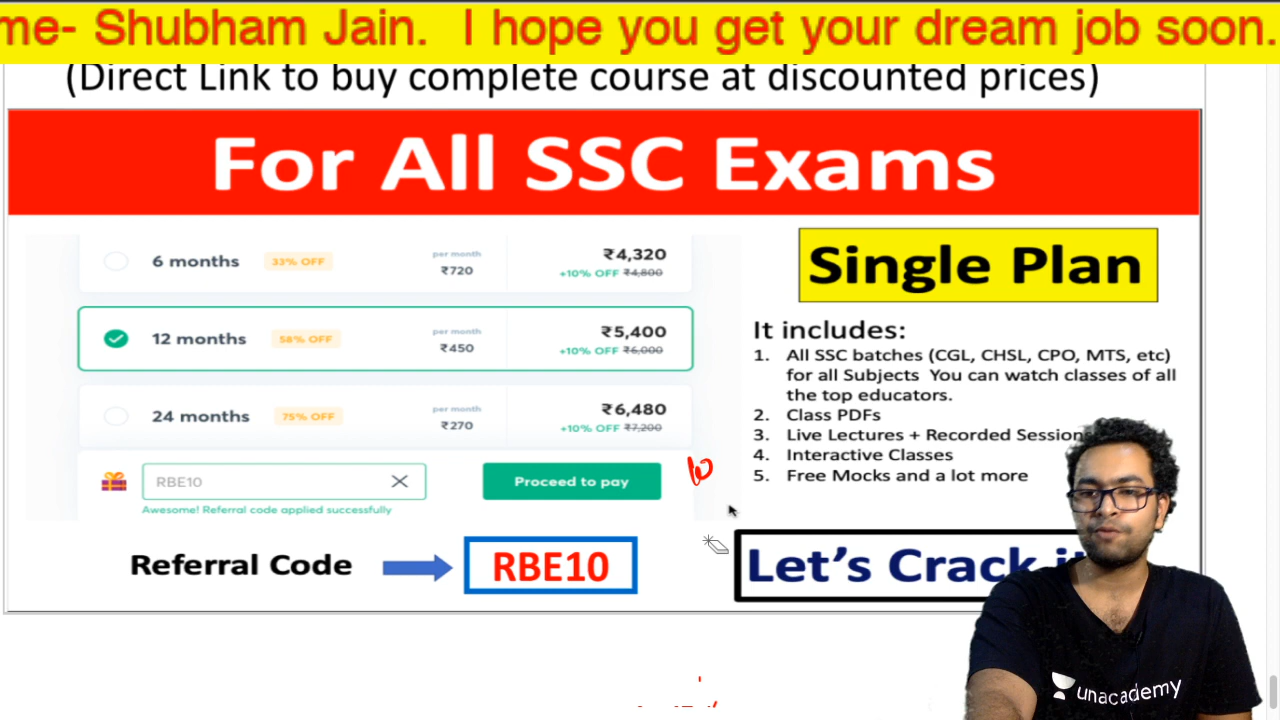 me- Shubham Jain. I hope you get your dream job soon.
(Direct Link to buy complete course at discounted prices)
For All SSC Exams
6 months 33% OFF per month ₹720 ₹4,320 +10% OFF ₹4,800
12 months 58% OFF per month ₹450 ₹5,400 +10% OFF ₹6,000
24 months 75% OFF per month ₹270 ₹6,480 +10% OFF ₹7,200
RBE10
Proceed to pay
Awesome! Referral code applied successfully
Referral Code
RBE10
Single Plan
It includes:
1. All SSC batches (CGL, CHSL, CPO, MTS, etc)
for all Subjects You can watch classes of all
the top educators.
2. Class PDFs
3. Live Lectures + Recorded Session
4. Interactive Classes
5. Free Mocks and a lot more
Let's Crack it
unacademy